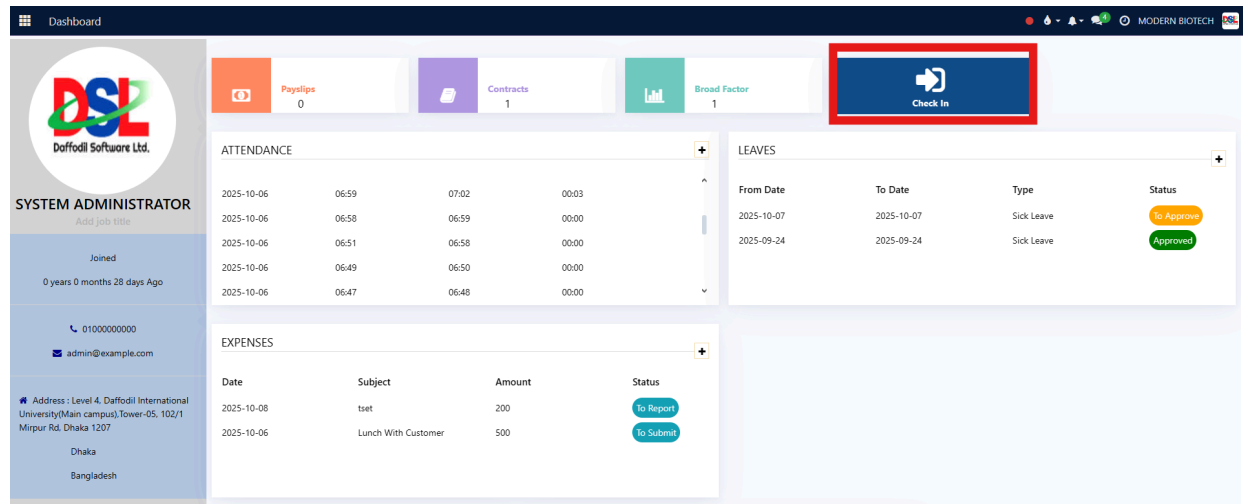 Dashboard
4
MODERN BIOTECH
DSL
DSL
Daffodil Software Ltd.
SYSTEM ADMINISTRATOR
Add job title
Joined
0 years 0 months 28 days Ago
01000000000
admin@example.com
Address : Level 4, Daffodil International
University(Main campus),Tower-05, 102/1
Mirpur Rd, Dhaka 1207
Dhaka
Bangladesh
Payslips
0
Contracts
1
Broad Factor
1
Check In
ATTENDANCE
2025-10-06 06:59 07:02 00:03
2025-10-06 06:58 06:59 00:00
2025-10-06 06:51 06:58 00:00
2025-10-06 06:49 06:50 00:00
2025-10-06 06:47 06:48 00:00
LEAVES
From Date To Date Type Status
2025-10-07 2025-10-07 Sick Leave To Approve
2025-09-24 2025-09-24 Sick Leave Approved
EXPENSES
Date Subject Amount Status
2025-10-08 tset 200 To Report
2025-10-06 Lunch With Customer 500 To Submit